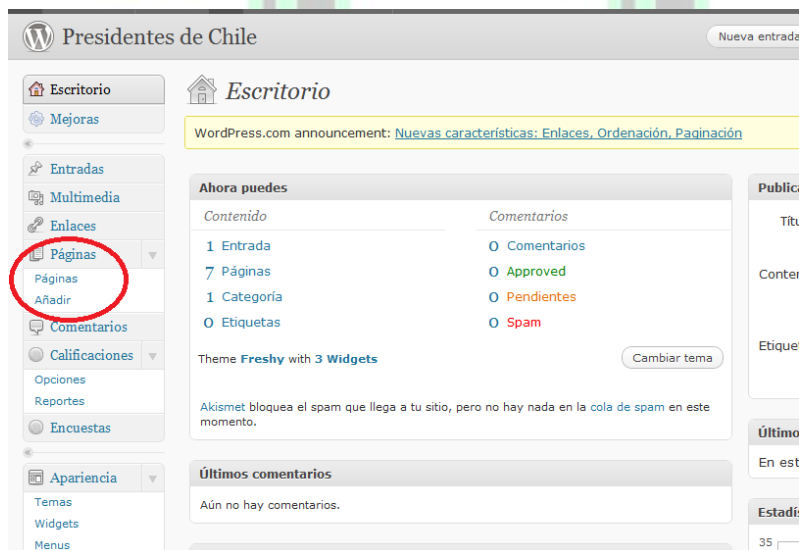 Presidentes de Chile
Nueva entrada
Escritorio
Mejoras
Entradas
Multimedia
Enlaces
Páginas
Páginas
Añadir
Comentarios
Calificaciones
Opciones
Reportes
Encuestas
Apariencia
Temas
Widgets
Menus
Escritorio
WordPress.com announcement: Nuevas características: Enlaces, Ordenación, Paginación
Ahora puedes
Contenido
1 Entrada
7 Páginas
1 Categoría
0 Etiquetas
Comentarios
0 Comentarios
0 Approved
0 Pendientes
0 Spam
Theme Freshy with 3 Widgets
Cambiar tema
Akismet bloquea el spam que llega a tu sitio, pero no hay nada en la cola de spam en este
momento.
Últimos comentarios
Aún no hay comentarios.
En est
35